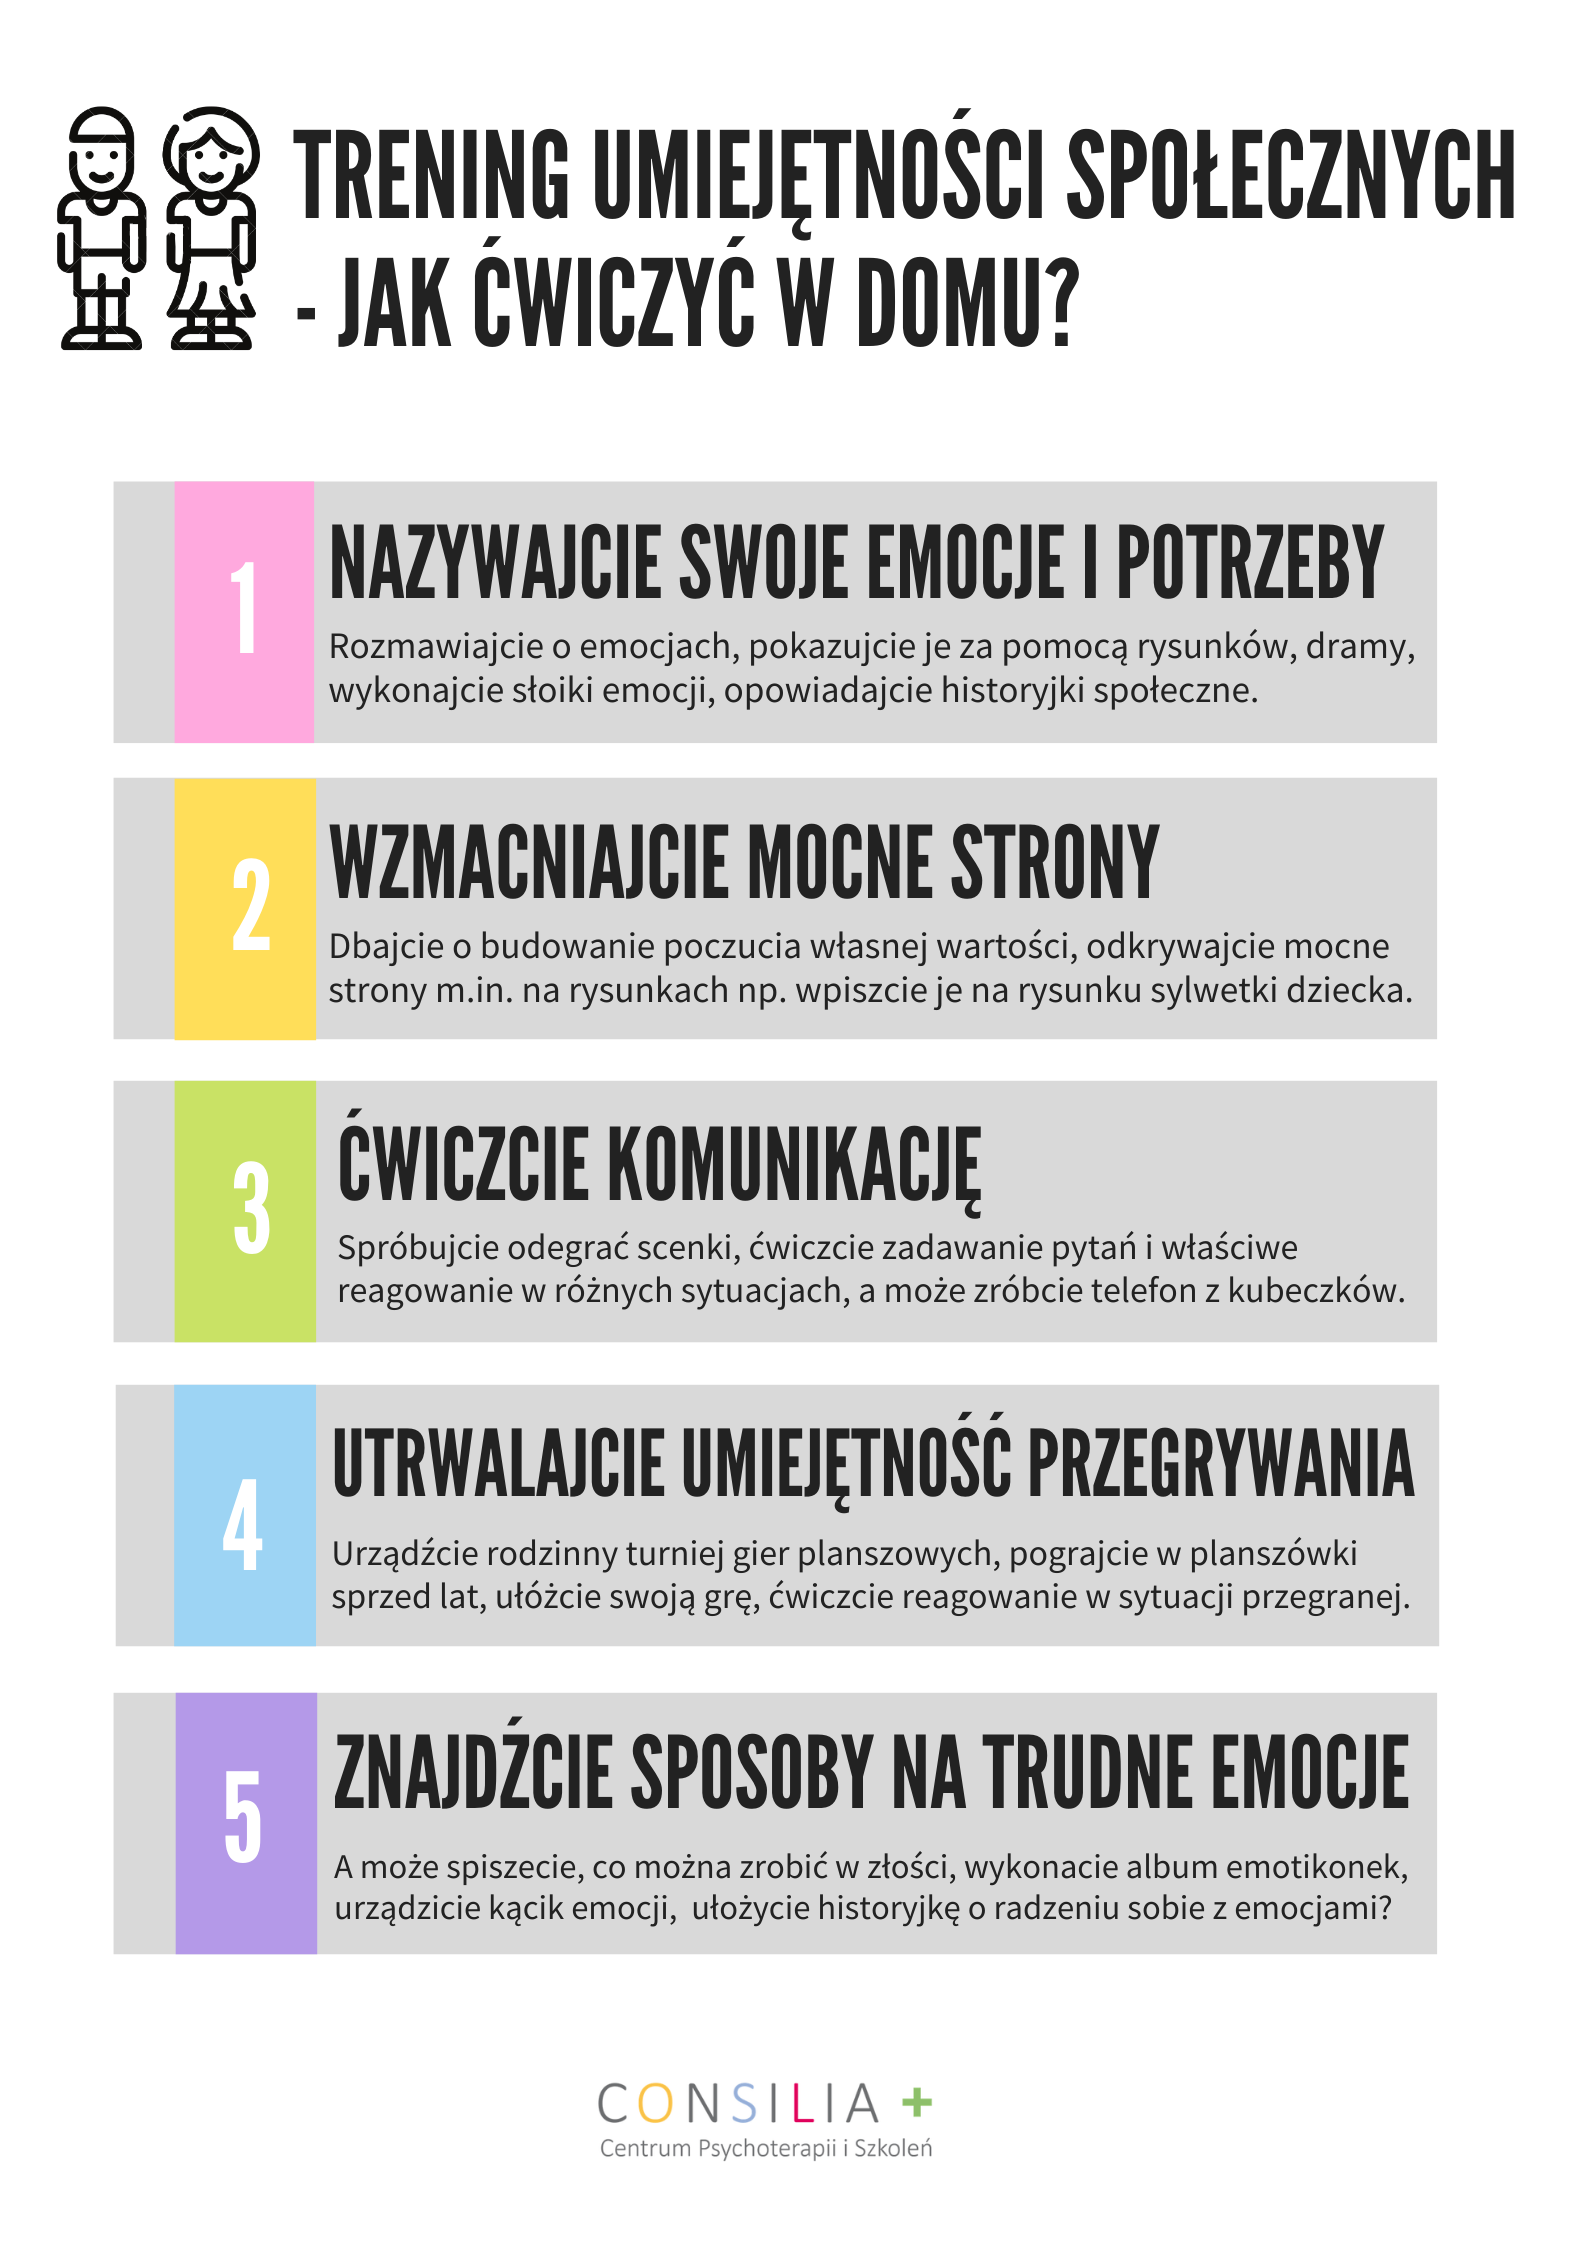 TRENING UMIEJĘTNOŚCI SPOŁECZNYCH
- JAK ĆWICZYĆ W DOMU?
1
NAZYWAJCIE SWOJE EMOCJE I POTRZEBY
Rozmawiajcie o emocjach, pokazujcie je za pomocą rysunków, dramy,
wykonajcie słoiki emocji, opowiadajcie historyjki społeczne.
2
WZMACNIAJCIE MOCNE STRONY
Dbajcie o budowanie poczucia własnej wartości, odkrywajcie mocne
strony m.in. na rysunkach np. wpiszcie je na rysunku sylwetki dziecka.
3
ĆWICZCIE KOMUNIKACJĘ
Spróbujcie odegrać scenki, ćwiczcie zadawanie pytań i właściwe
reagowanie w różnych sytuacjach, a może zróbcie telefon z kubeczków.
4
UTRWALAJCIE UMIEJĘTNOŚĆ PRZEGRYWANIA
Urządźcie rodzinny turniej gier planszowych, pograjcie w planszówki
sprzed lat, ułóżcie swoją grę, ćwiczcie reagowanie w sytuacji przegranej.
5
ZNAJDŹCIE SPOSOBY NA TRUDNE EMOCJE
A może spiszecie, co można zrobić w złości, wykonacie album emotikonek,
urządzicie kącik emocji,  ułożycie historyjkę o radzeniu sobie z emocjami?
CONSILIA +
Centrum Psychoterapii i Szkoleń